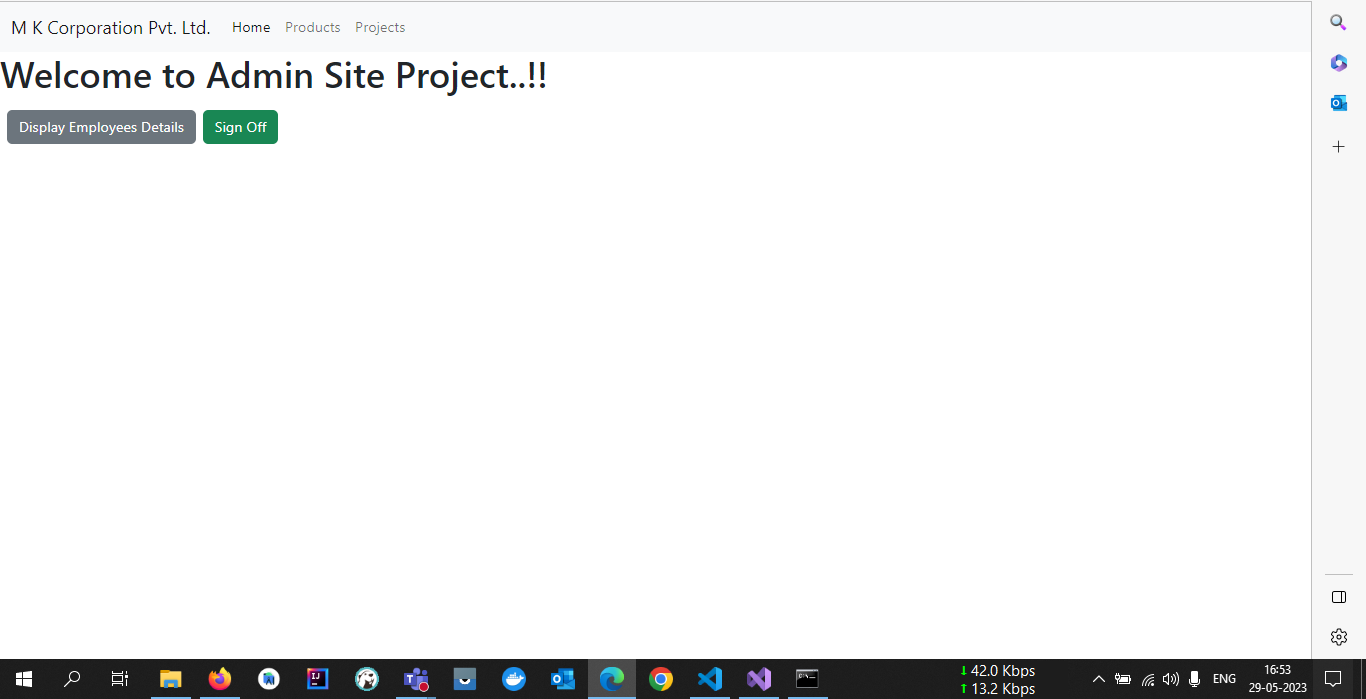 M K Corporation Pvt. Ltd. Home Products Projects
Welcome to Admin Site Project..!!
Display Employees Details Sign Off
42.0 Kbps
13.2 Kbps
ENG
16:53
29-05-2023